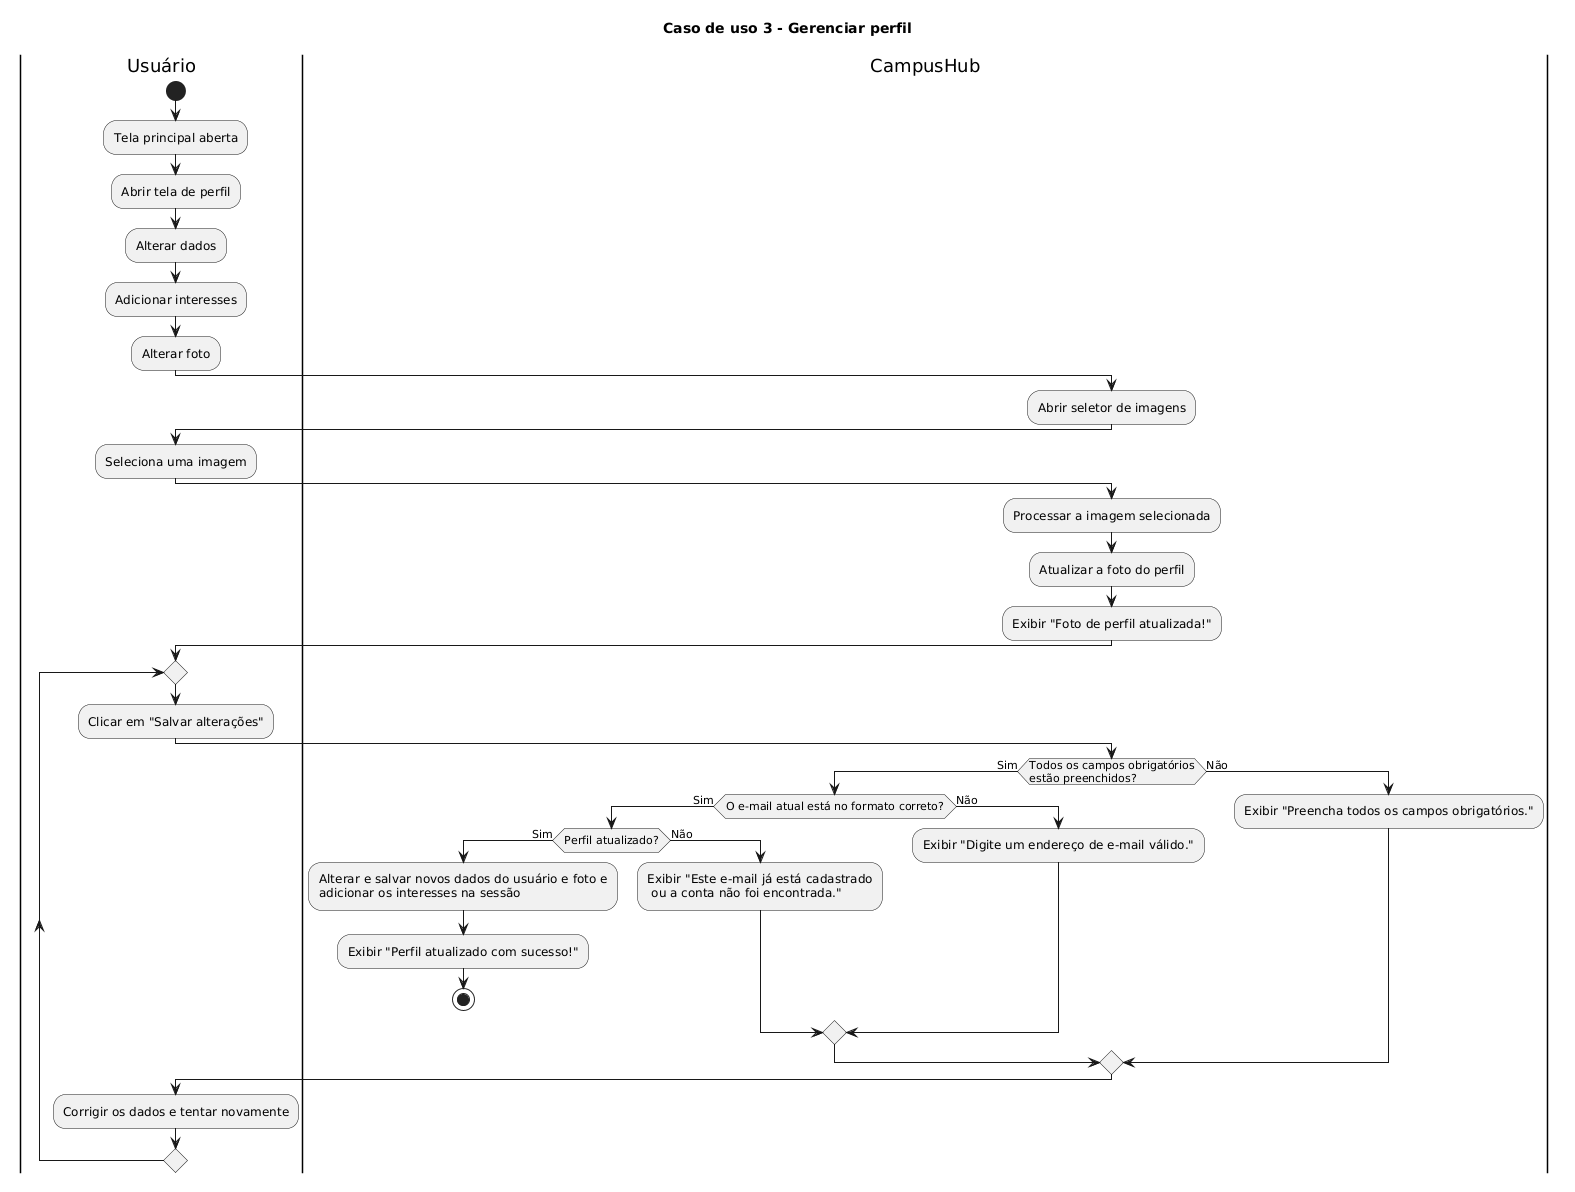 Caso de uso 3 - Gerenciar perfil
Usuário
CampusHub
Tela principal aberta
Abrir tela de perfil
Alterar dados
Adicionar interesses
Alterar foto
Abrir seletor de imagens
Seleciona uma imagem
Processar a imagem selecionada
Atualizar a foto do perfil
Exibir "Foto de perfil atualizada!"
Clicar em "Salvar alterações"
Sim
Todos os campos obrigatórios
estão preenchidos?
Não
Sim
O e-mail atual está no formato correto?
Não
Exibir "Preencha todos os campos obrigatórios."
Sim
Perfil atualizado?
Não
Exibir "Digite um endereço de e-mail válido."
Alterar e salvar novos dados do usuário e foto e
adicionar os interesses na sessão
Exibir "Este e-mail já está cadastrado
ou a conta não foi encontrada."
Exibir "Perfil atualizado com sucesso!"
Corrigir os dados e tentar novamente